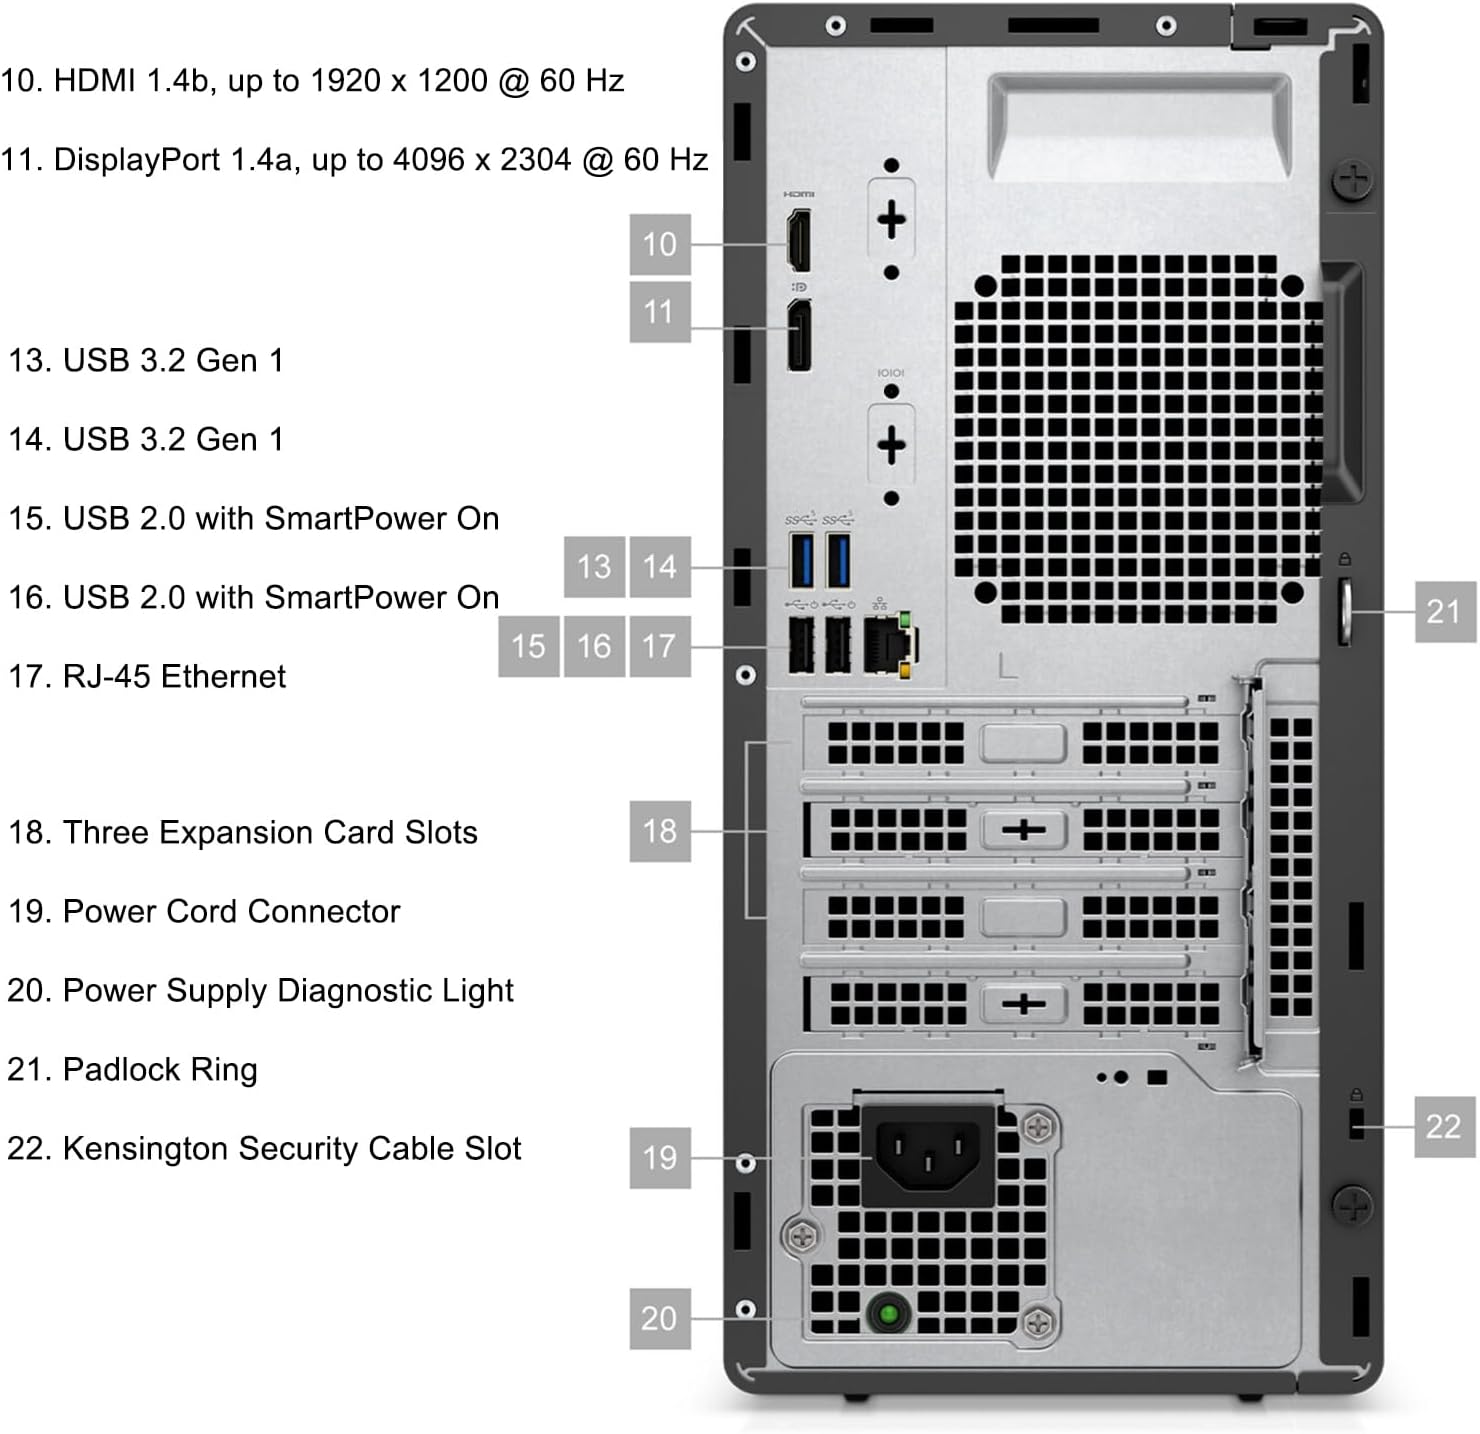 10. HDMI 1.4b, up to 1920 x 1200 @ 60 Hz
11. DisplayPort 1.4a, up to 4096 x 2304 @ 60 Hz
HDMI
10
11
13. USB 3.2 Gen 1
IOIOI
14. USB 3.2 Gen 1
15. USB 2.0 with SmartPower On
SS 5 SS 5
13 14
16. USB 2.0 with SmartPower On
21
15 16 17
17. RJ-45 Ethernet
18. Three Expansion Card Slots
18
19. Power Cord Connector
20. Power Supply Diagnostic Light
21. Padlock Ring
22
22. Kensington Security Cable Slot
19
20